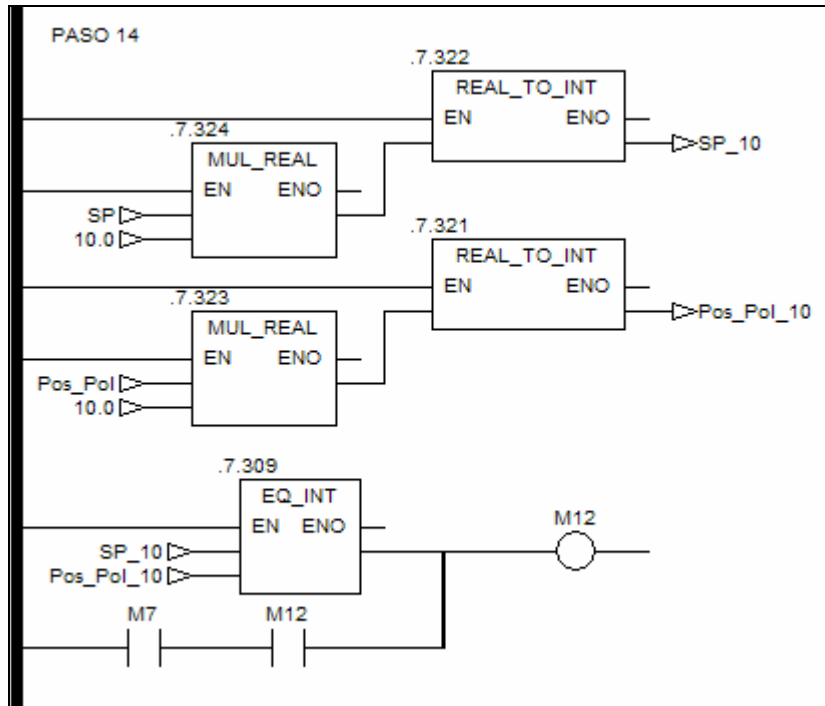 PASO 14
.7.322
REAL_TO_INT
EN ENO
SP_10
.7.324
MUL_REAL
EN ENO
SP
10.0
.7.321
REAL_TO_INT
EN ENO
Pos_Pol_10
.7.323
MUL_REAL
EN ENO
Pos_Pol
10.0
.7.309
EQ_INT
EN ENO
SP_10
Pos_Pol_10
M12
M7 M12